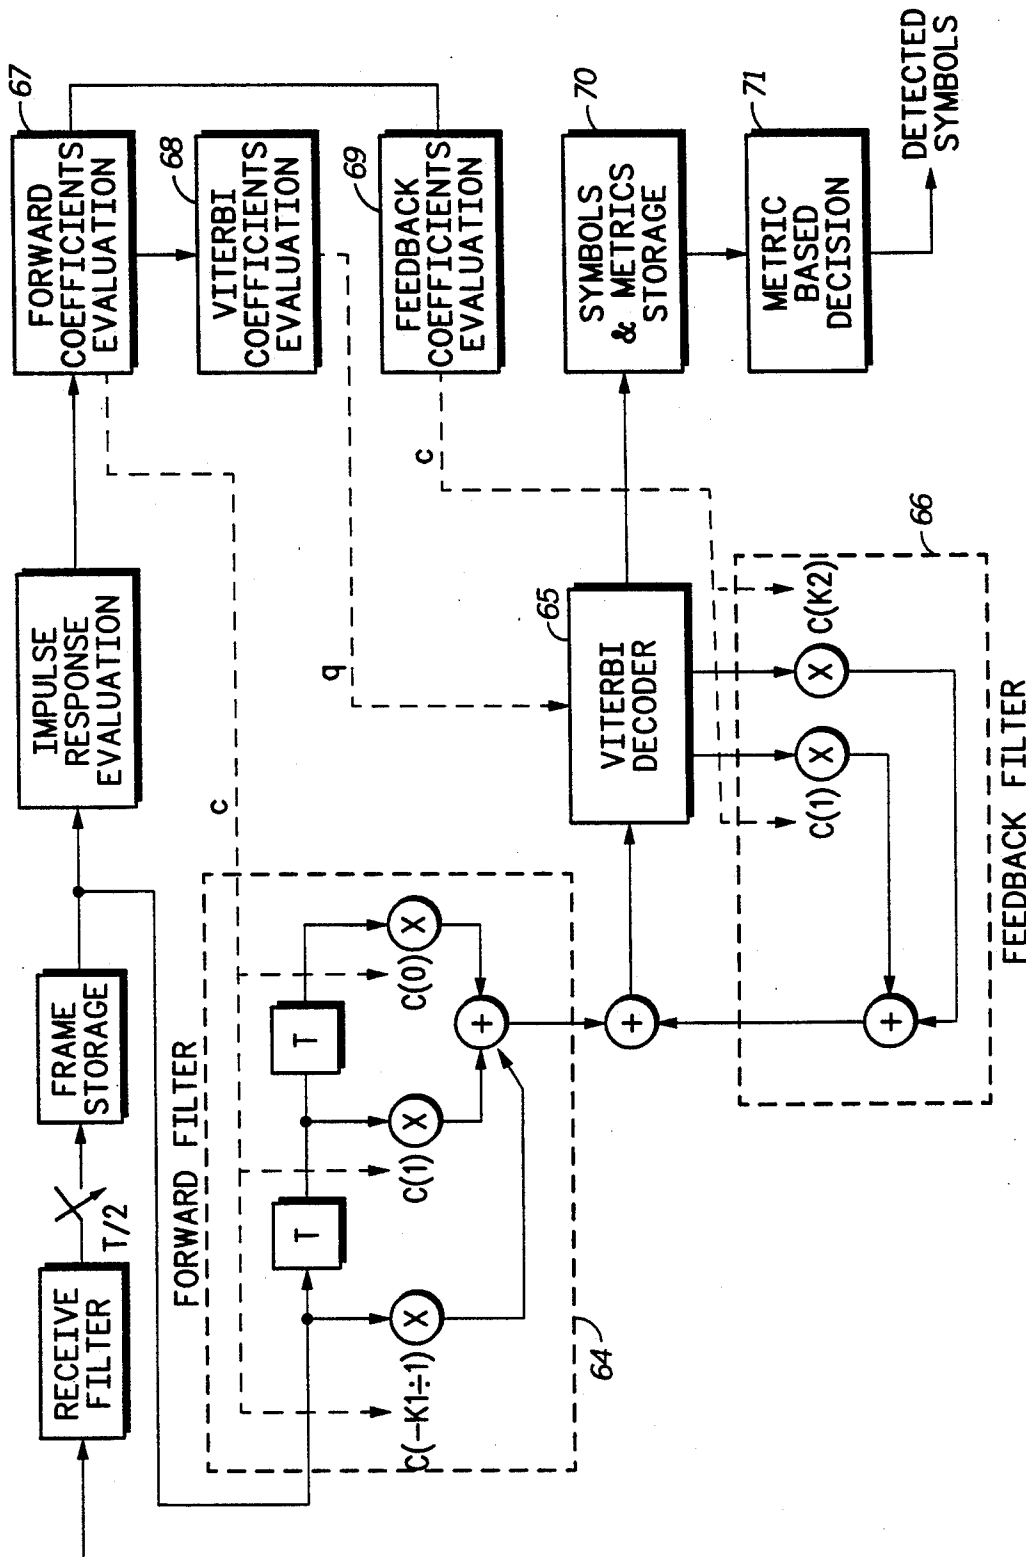 RECEIVE
FILTER
T/2
FRAME
STORAGE
IMPULSE
RESPONSE
EVALUATION
67
FORWARD
COEFFICIENTS
EVALUATION
68
VITERBI
COEFFICIENTS
EVALUATION
69
FEEDBACK
COEFFICIENTS
EVALUATION
c
q
c
FORWARD FILTER
T
T
C(-K1÷1)
X
C(1)
X
C(0)
X
+
64
+
65
VITERBI
DECODER
70
SYMBOLS
& METRICS
STORAGE
71
METRIC
BASED
DECISION
DETECTED
SYMBOLS
66
C(1)
X
X
C(K2)
+
FEEDBACK FILTER